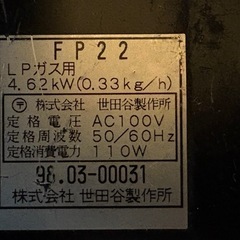 FP22
LPガス用
4.62kW(0.33kg/h)
〒 株式会社 世田谷製作所
定格電圧 AC100V
定格周波数 50/60Hz
定格消費電力 110W
98.03-00031
株式会社 世田谷製作所